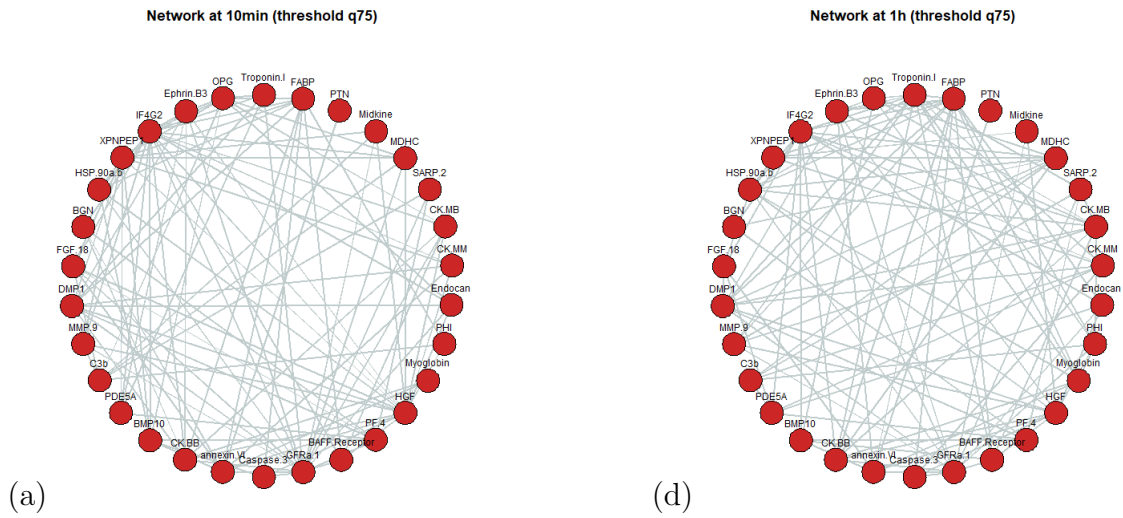 Network at 10min (threshold q75)
Troponin.I
OPG
FABP
Ephrin.B3
PTN
IF4G2
Midkine
XPNPEP1
MDHC
HSP.90a.b
SARP.2
BGN
CK.MB
FGF.18
CK.MM
DMP1
Endocan
MMP.9
PHI
C3b
Myoglobin
PDE5A
HGF
BMP10
PF.4
CK.BB
BAFF.Receptor
annexin.VI
GFRa.1
Caspase.3
(a)
Network at 1h (threshold q75)
Troponin.I
OPG
FABP
Ephrin.B3
PTN
IF4G2
Midkine
XPNPEP1
MDHC
HSP.90a.b
SARP.2
BGN
CK.MB
FGF.18
CK.MM
DMP1
Endocan
MMP.9
PHI
C3b
Myoglobin
PDE5A
HGF
BMP10
PF.4
CK.BB
BAFF.Receptor
annexin.VI
GFRa.1
Caspase.3
(d)